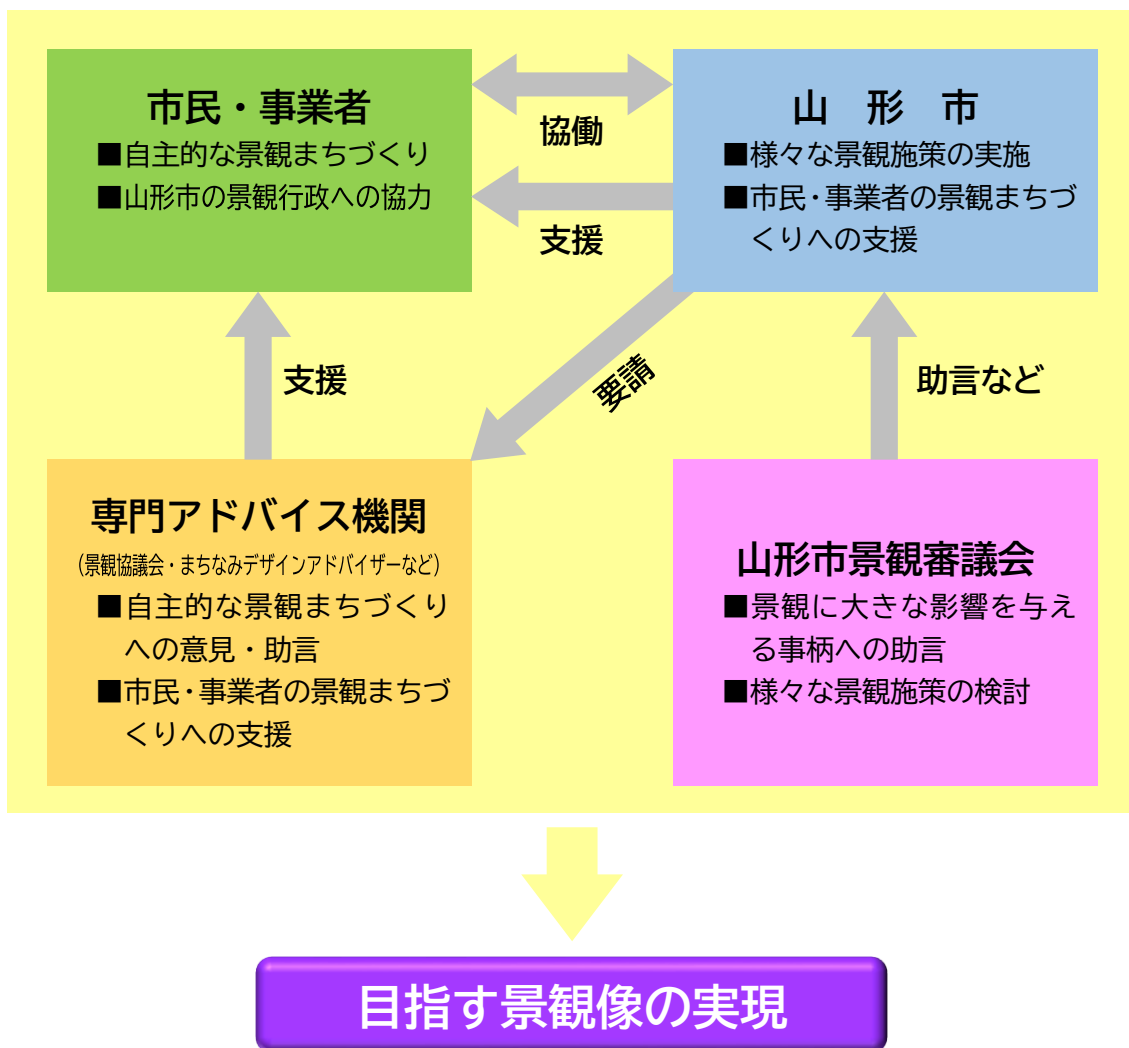 市民・事業者
■自主的な景観まちづくり
■山形市の景観行政への協力
協働
支援
山　形　市
■様々な景観施策の実施
■市民・事業者の景観まちづ
くりへの支援
支援
要請
助言など
専門アドバイス機関
（景観協議会・まちなみデザインアドバイザーなど）
■自主的な景観まちづくり
への意見・助言
■市民・事業者の景観まちづ
くりへの支援
山形市景観審議会
■景観に大きな影響を与え
る事柄への助言
■様々な景観施策の検討
目指す景観像の実現